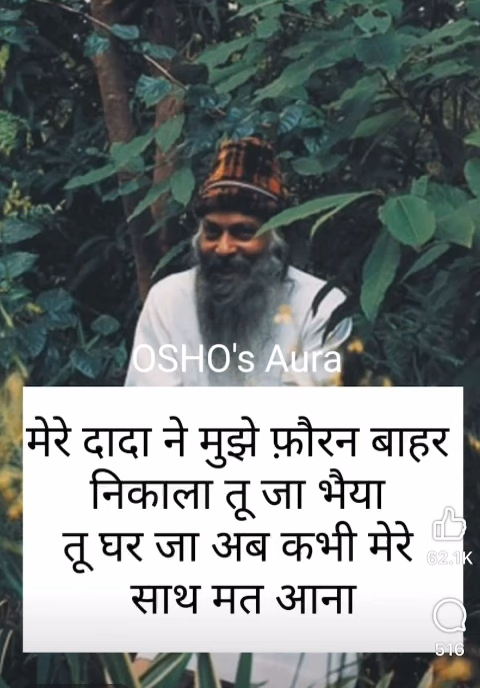 OSHO's Aura
मेरे दादा ने मुझे फ़ौरन बाहर
निकाला तू जा भैया
तू घर जा अब कभी मेरे
साथ मत आना
62.1K
516